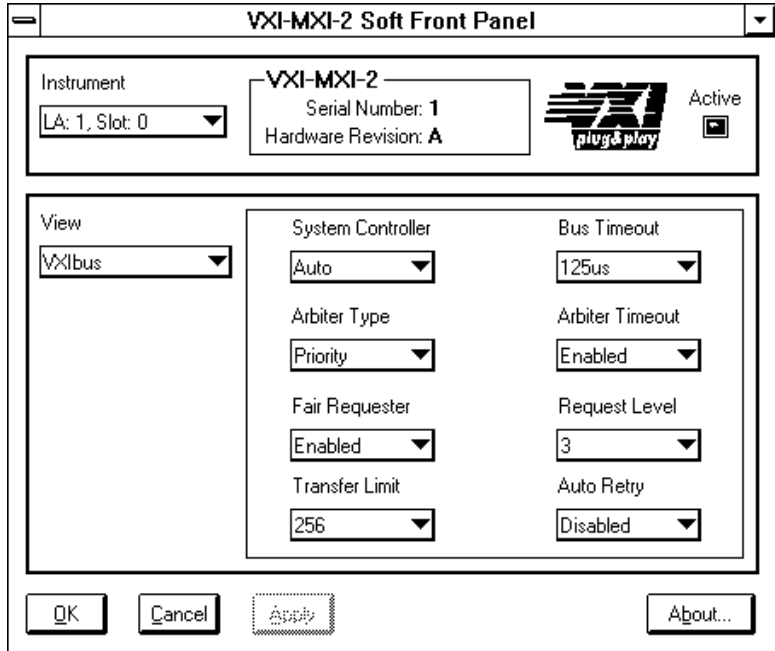 VXI-MXI-2 Soft Front Panel
Instrument
LA: 1, Slot: 0
VXI-MXI-2
Serial Number: 1
Hardware Revision: A
VXI
plug&play
Active
View
VXIbus
System Controller
Auto
Bus Timeout
125us
Arbiter Type
Priority
Arbiter Timeout
Enabled
Fair Requester
Enabled
Request Level
3
Transfer Limit
256
Auto Retry
Disabled
OK
Cancel
Apply
About...